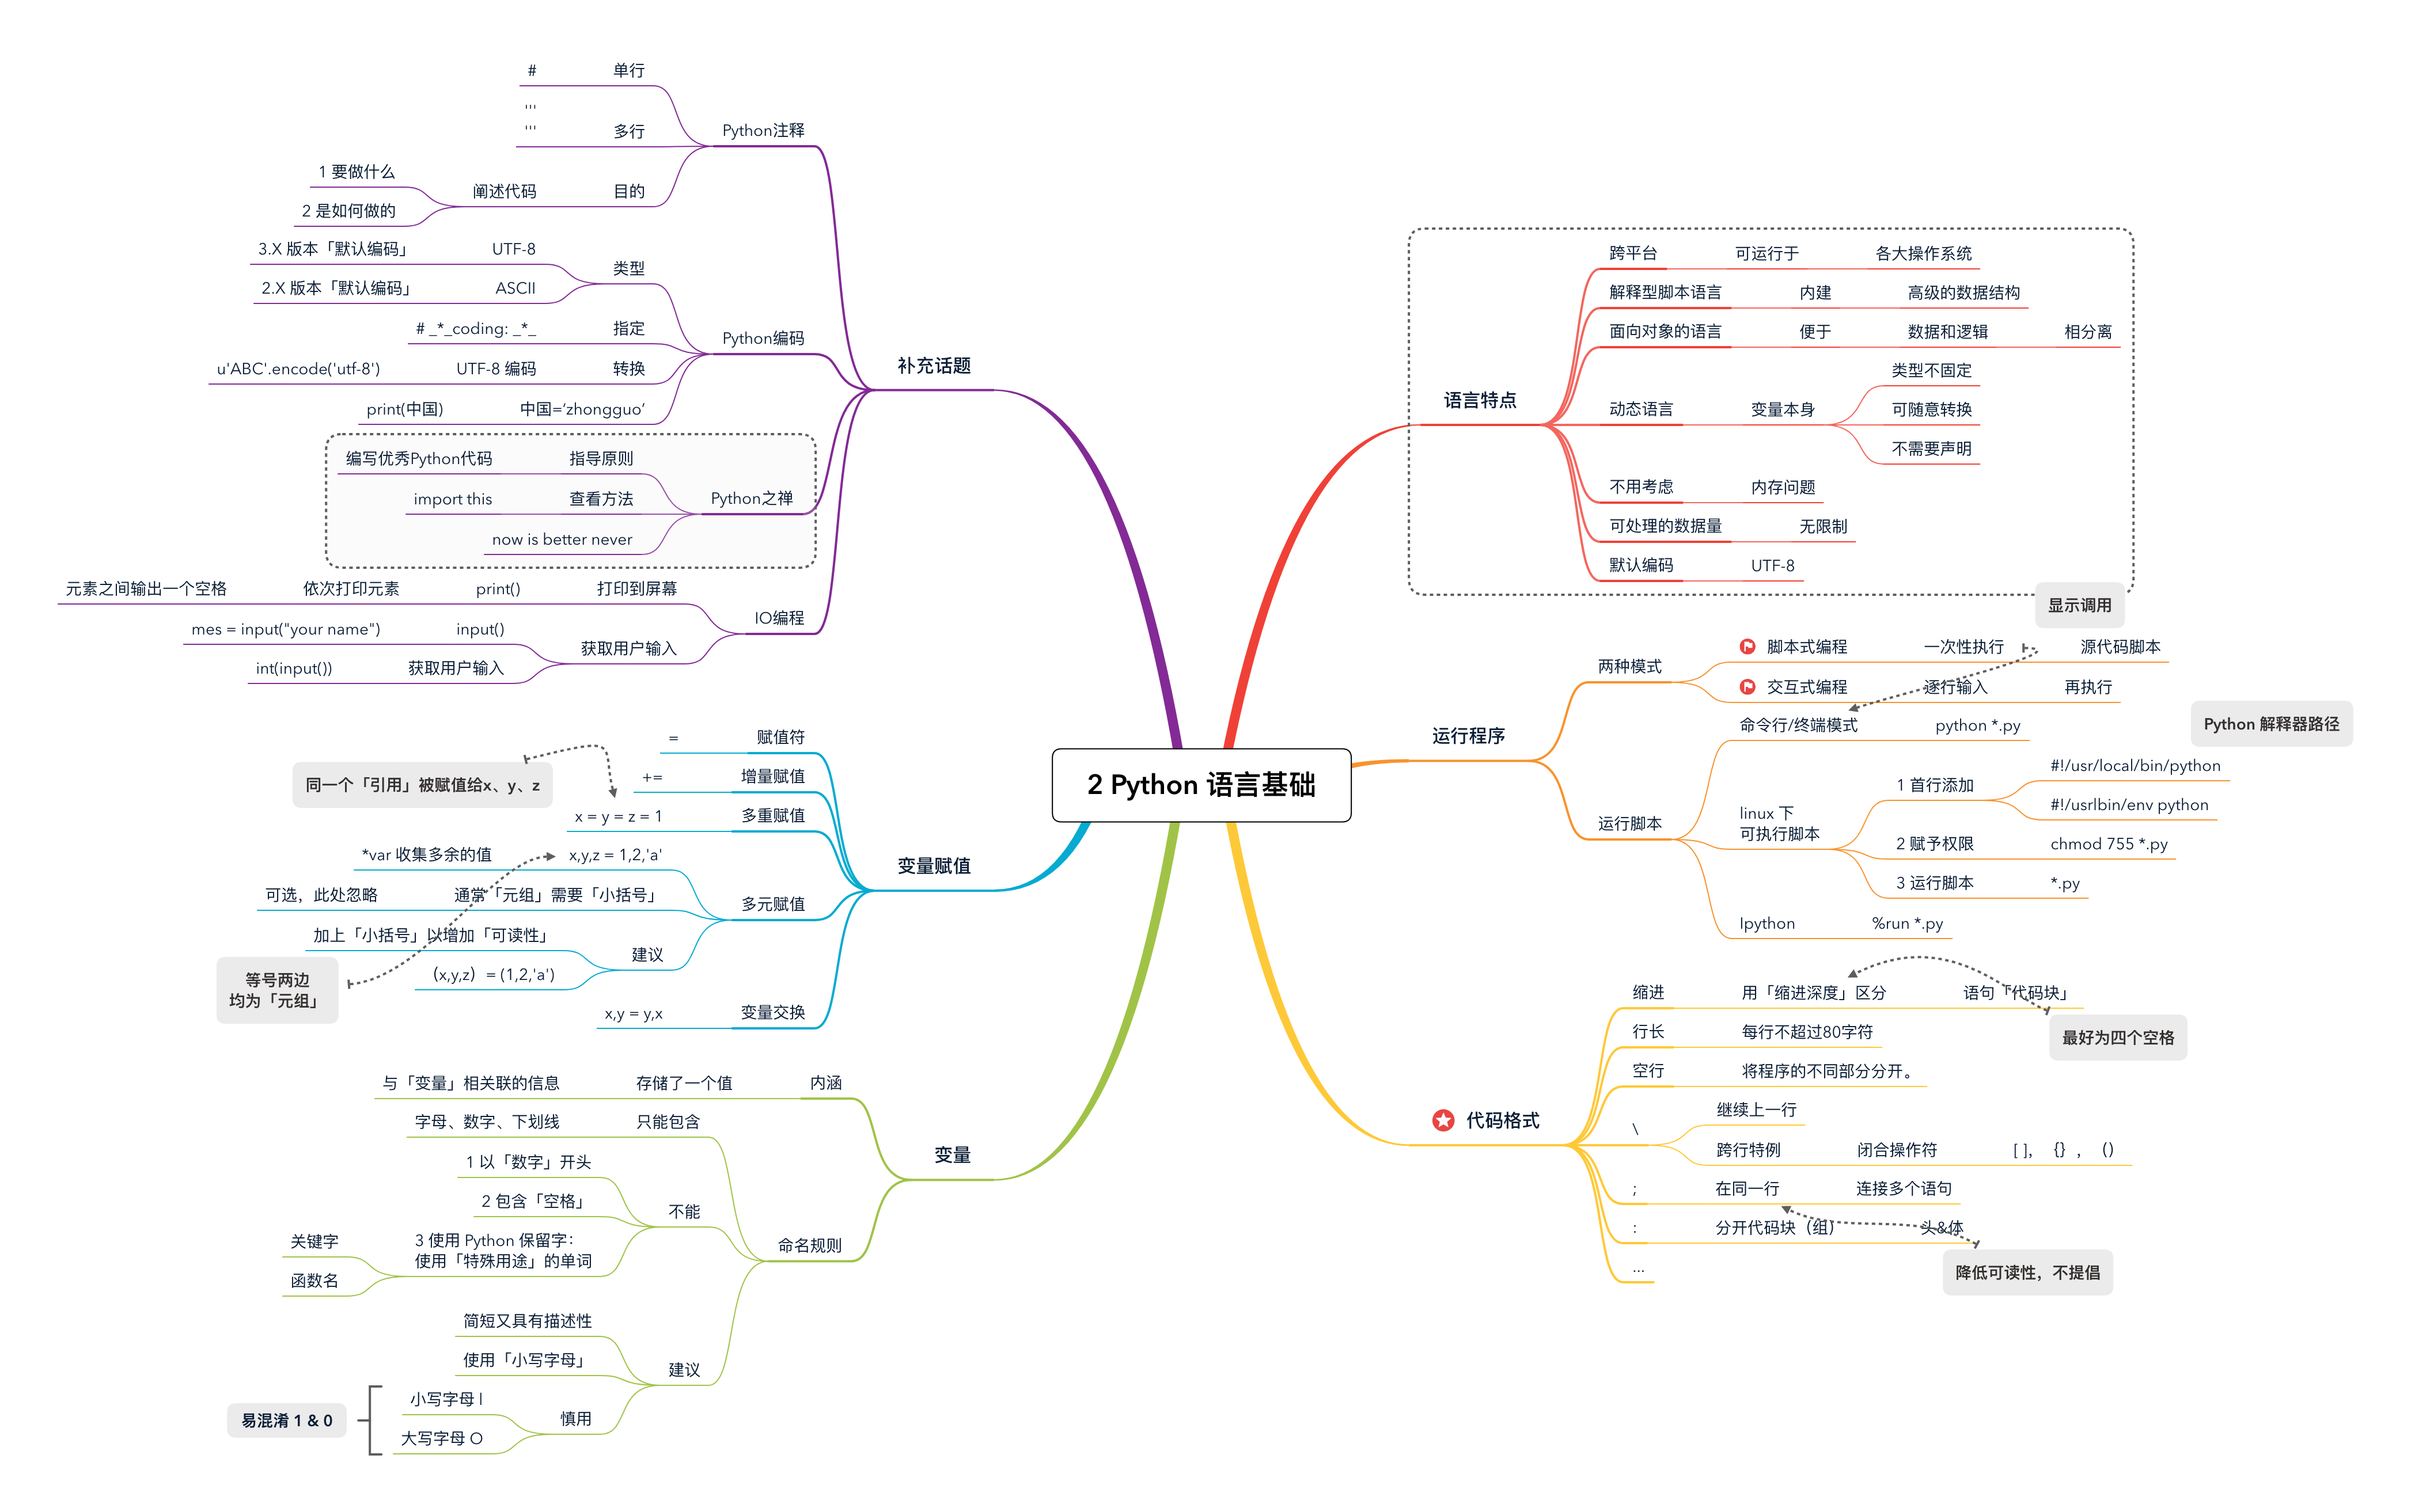 2 Python 语言基础
语言特点
跨平台 可运行于 各大操作系统
解释型脚本语言 内建 高级的数据结构
面向对象的语言 便于 数据和逻辑 相分离
动态语言 变量本身
类型不固定
可随意转换
不需要声明
不用考虑 内存问题
可处理的数据量 无限制
默认编码 UTF-8
显示调用
运行程序
两种模式
脚本式编程 一次性执行 源代码脚本
交互式编程 逐行输入 再执行
Python 解释器路径
运行脚本
命令行/终端模式 python *.py
linux 下
可执行脚本
1 首行添加
#!/usr/local/bin/python
#!/usrlbin/env python
2 赋予权限 chmod 755 *.py
3 运行脚本 *.py
Ipython %run *.py
代码格式
缩进 用「缩进深度」区分 语句「代码块」
最好为四个空格
行长 每行不超过80字符
空行 将程序的不同部分分开。
\
继续上一行
跨行特例 闭合操作符 [ ]， {}， ()
; 在同一行 连接多个语句
: 分开代码块（组） 头&体
降低可读性，不提倡
...
补充话题
Python注释
# 单行
'''
''' 多行
目的 阐述代码
1 要做什么
2 是如何做的
Python编码
类型
3.X 版本「默认编码」 UTF-8
2.X 版本「默认编码」 ASCII
# _*_coding: _*_ 指定
u'ABC'.encode('utf-8') UTF-8 编码 转换
print(中国) 中国=‘zhongguo’
Python之禅
编写优秀Python代码 指导原则
import this 查看方法
now is better never
IO编程
元素之间输出一个空格 依次打印元素 print() 打印到屏幕
获取用户输入
mes = input("your name") input()
int(input()) 获取用户输入
变量赋值
= 赋值符
+= 增量赋值
x = y = z = 1 多重赋值
同一个「引用」被赋值给x、y、z
多元赋值
*var 收集多余的值 x,y,z = 1,2,'a'
可选，此处忽略 通常「元组」需要「小括号」
建议
加上「小括号」以增加「可读性」
（x,y,z）= (1,2,'a')
等号两边
均为「元组」
x,y = y,x 变量交换
变量
与「变量」相关联的信息 存储了一个值 内涵
命名规则
字母、数字、下划线 只能包含
不能
1 以「数字」开头
2 包含「空格」
3 使用 Python 保留字：
使用「特殊用途」的单词
关键字
函数名
建议
简短又具有描述性
使用「小写字母」
慎用
小写字母 l
大写字母 O
易混淆 1 & 0